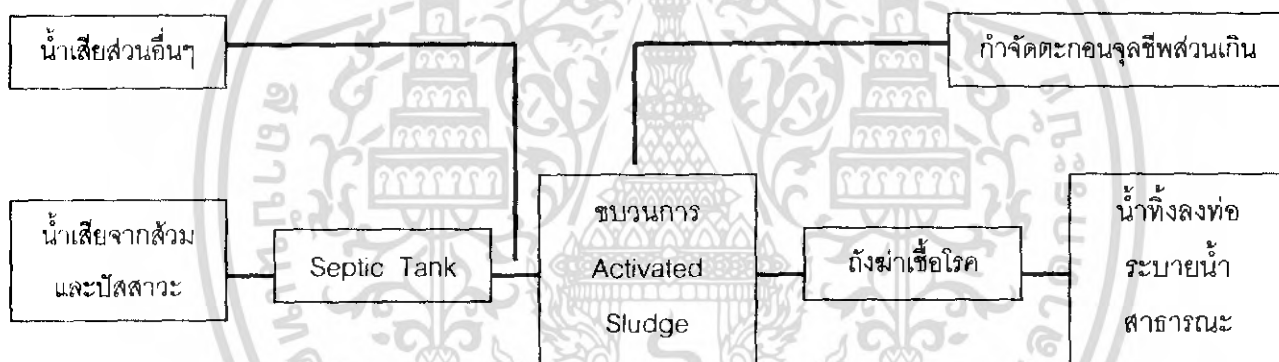 น้ำเสียส่วนอื่นๆ
กำจัดตะกอนจุลชีพส่วนเกิน
น้ำเสียจากส้วม
และปัสสาวะ
Septic Tank
ขบวนการ
Activated
Sludge
ถังฆ่าเชื้อโรค
น้ำทิ้งลงท่อ
ระบายน้ำ
สาธารณะ